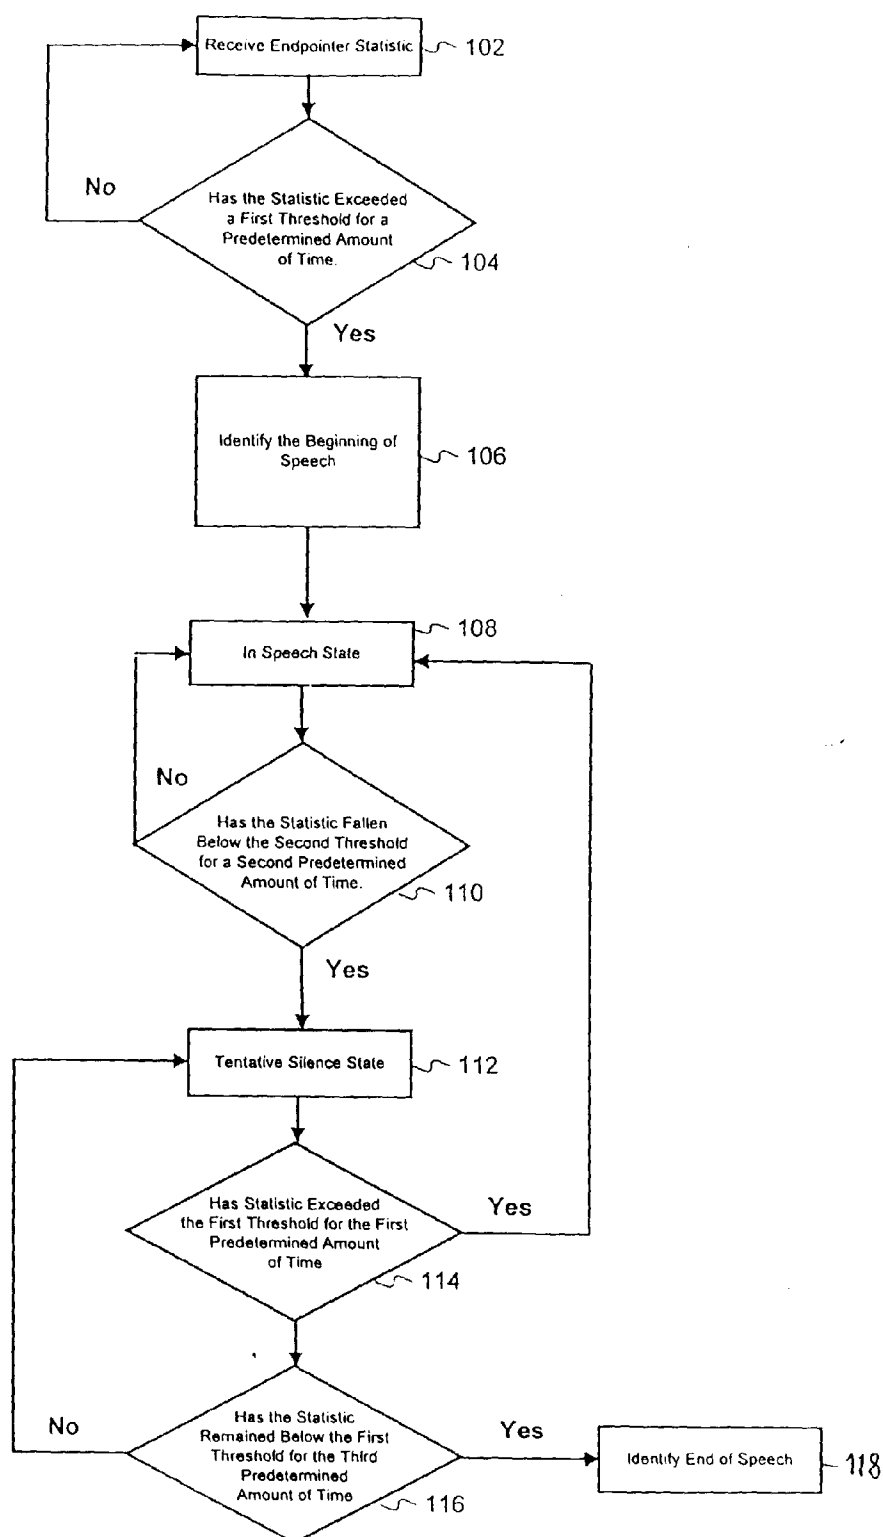 Receive Endpointer Statistic
102
No
Has the Statistic Exceeded
a First Threshold for a
Predetermined Amount
of Time.
104
Yes
Identify the Beginning of
Speech
106
108
In Speech State
No
Has the Statistic Fallen
Below the Second Threshold
for a Second Predetermined
Amount of Time.
110
Yes
Tentative Silence State
112
Has Statistic Exceeded
the First Threshold for the First
Predetermined Amount
of Time
Yes
114
No
Has the Statistic
Remained Below the First
Threshold for the Third
Predetermined
Amount of Time
Yes
Identify End of Speech
118
116